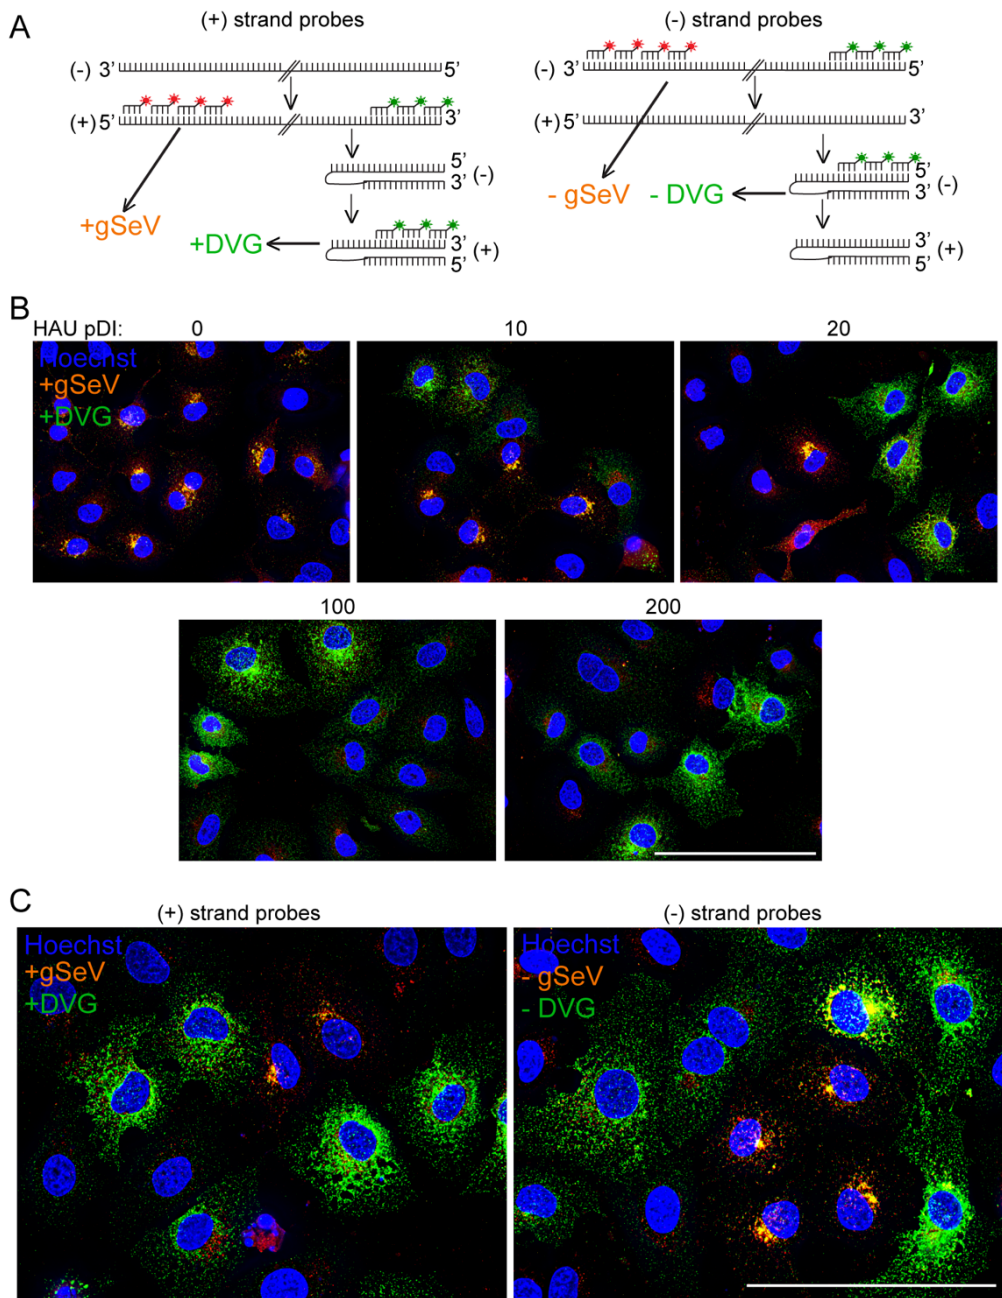 A
(+) strand probes
(-) strand probes
(-) 3’ 5’
(-) 3’ 5’
(+) 5’ 3’
(+) 5’ 3’
5’
3’ (-)
5’
3’ (-)
+gSeV
- gSeV
- DVG
+DVG
3’
5’ (+)
3’
5’ (+)
B
HAU pDI: 0 10 20
Hoechst
+gSeV
+DVG
100 200
C
(+) strand probes
(-) strand probes
Hoechst
+gSeV
+DVG
Hoechst
- gSeV
- DVG